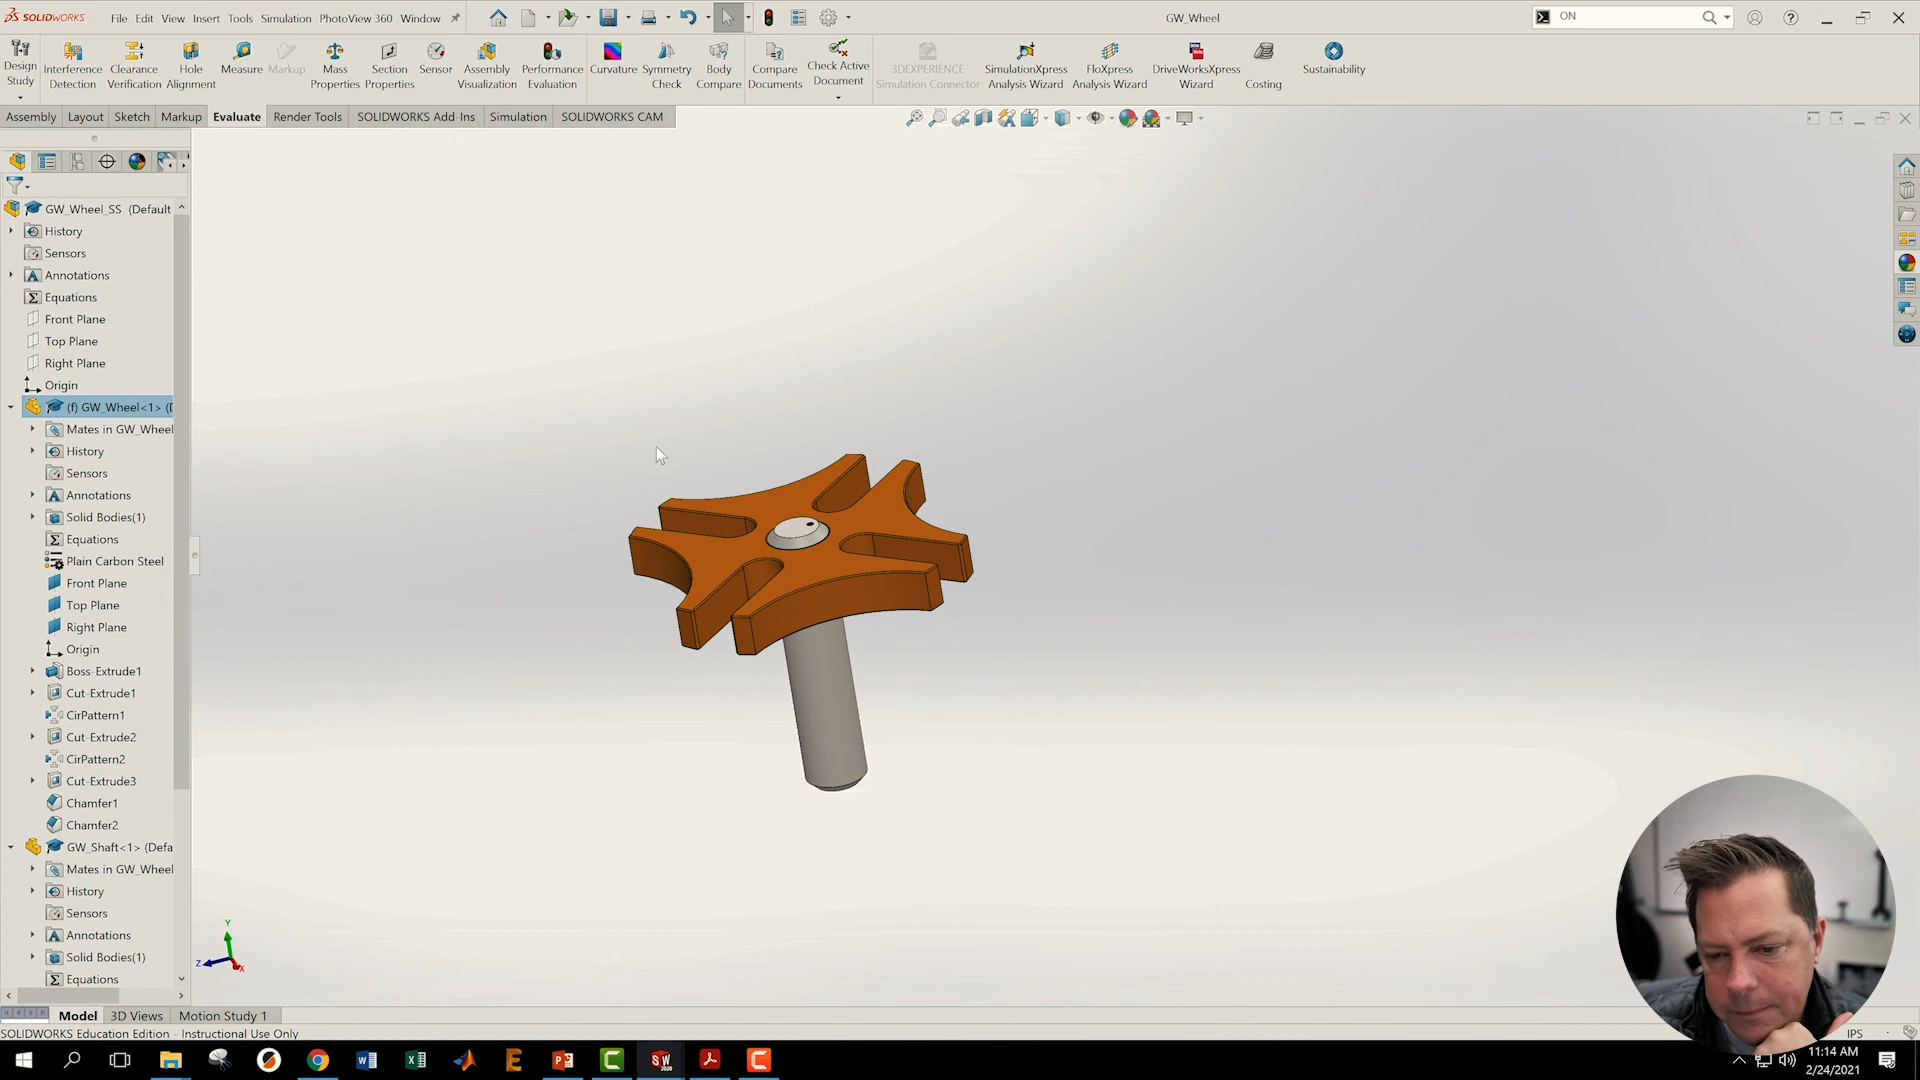 SOLIDWORKS File Edit View Insert Tools Simulation PhotoView 360 Window GW_Wheel ON
Design Study
Interference Detection
Clearance Verification
Hole Alignment
Measure
Markup
Mass Properties
Section Properties
Sensor
Assembly Visualization
Performance Evaluation
Curvature
Symmetry Check
Body Compare
Compare Documents
Check Active Document
3DEXPERIENCE Simulation Connector
SimulationXpress Analysis Wizard
FloXpress Analysis Wizard
DriveWorksXpress Wizard
Costing
Sustainability
Assembly Layout Sketch Markup Evaluate Render Tools SOLIDWORKS Add-Ins Simulation SOLIDWORKS CAM
GW_Wheel_SS (Default
History
Sensors
Annotations
Equations
Front Plane
Top Plane
Right Plane
Origin
(f) GW_Wheel<1> (D
Mates in GW_Wheel
History
Sensors
Annotations
Solid Bodies(1)
Equations
Plain Carbon Steel
Front Plane
Top Plane
Right Plane
Origin
Boss-Extrude1
Cut-Extrude1
CirPattern1
Cut-Extrude2
CirPattern2
Cut-Extrude3
Chamfer1
Chamfer2
GW_Shaft<1> (Defa
Mates in GW_Wheel
History
Sensors
Annotations
Solid Bodies(1)
Equations
Y
Z
X
Model 3D Views Motion Study 1
SOLIDWORKS Education Edition - Instructional Use Only IPS
11:14 AM
2/24/2021